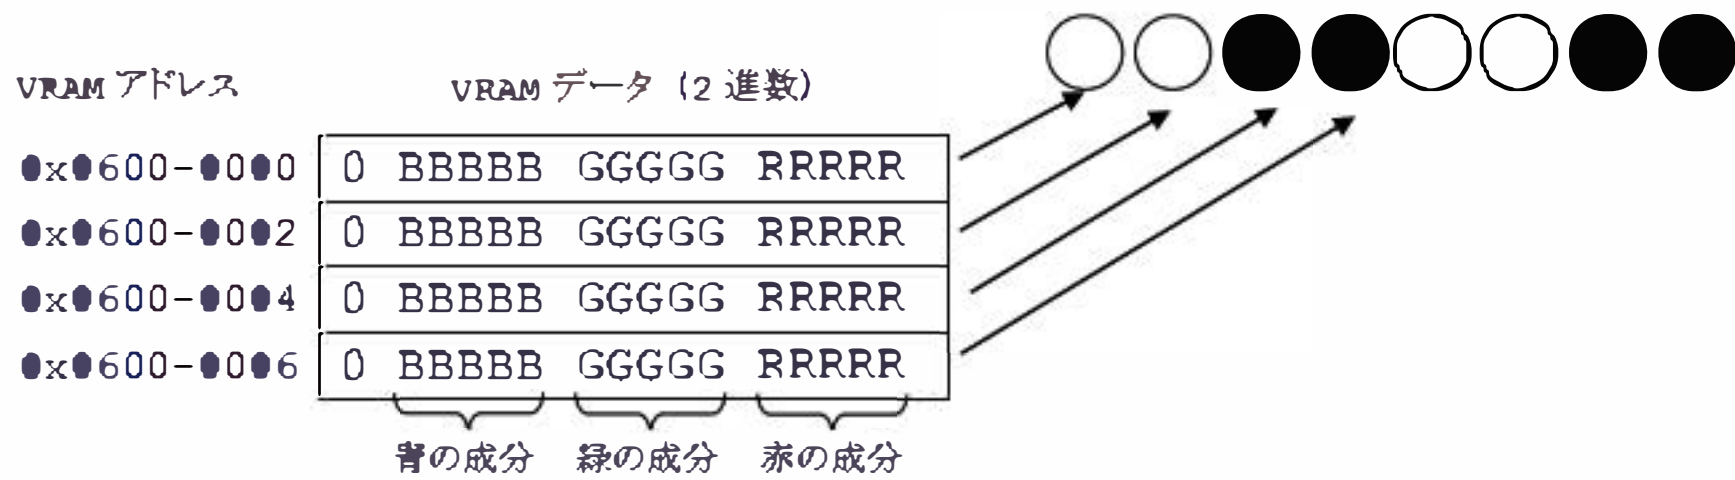 VRAM アドレス VRAM データ (2 進数)
0x0600-0000 0 BBBBB GGGGG RRRRR
0x0600-0002 0 BBBBB GGGGG RRRRR
0x0600-0004 0 BBBBB GGGGG RRRRR
0x0600-0006 0 BBBBB GGGGG RRRRR
青の成分 緑の成分 赤の成分